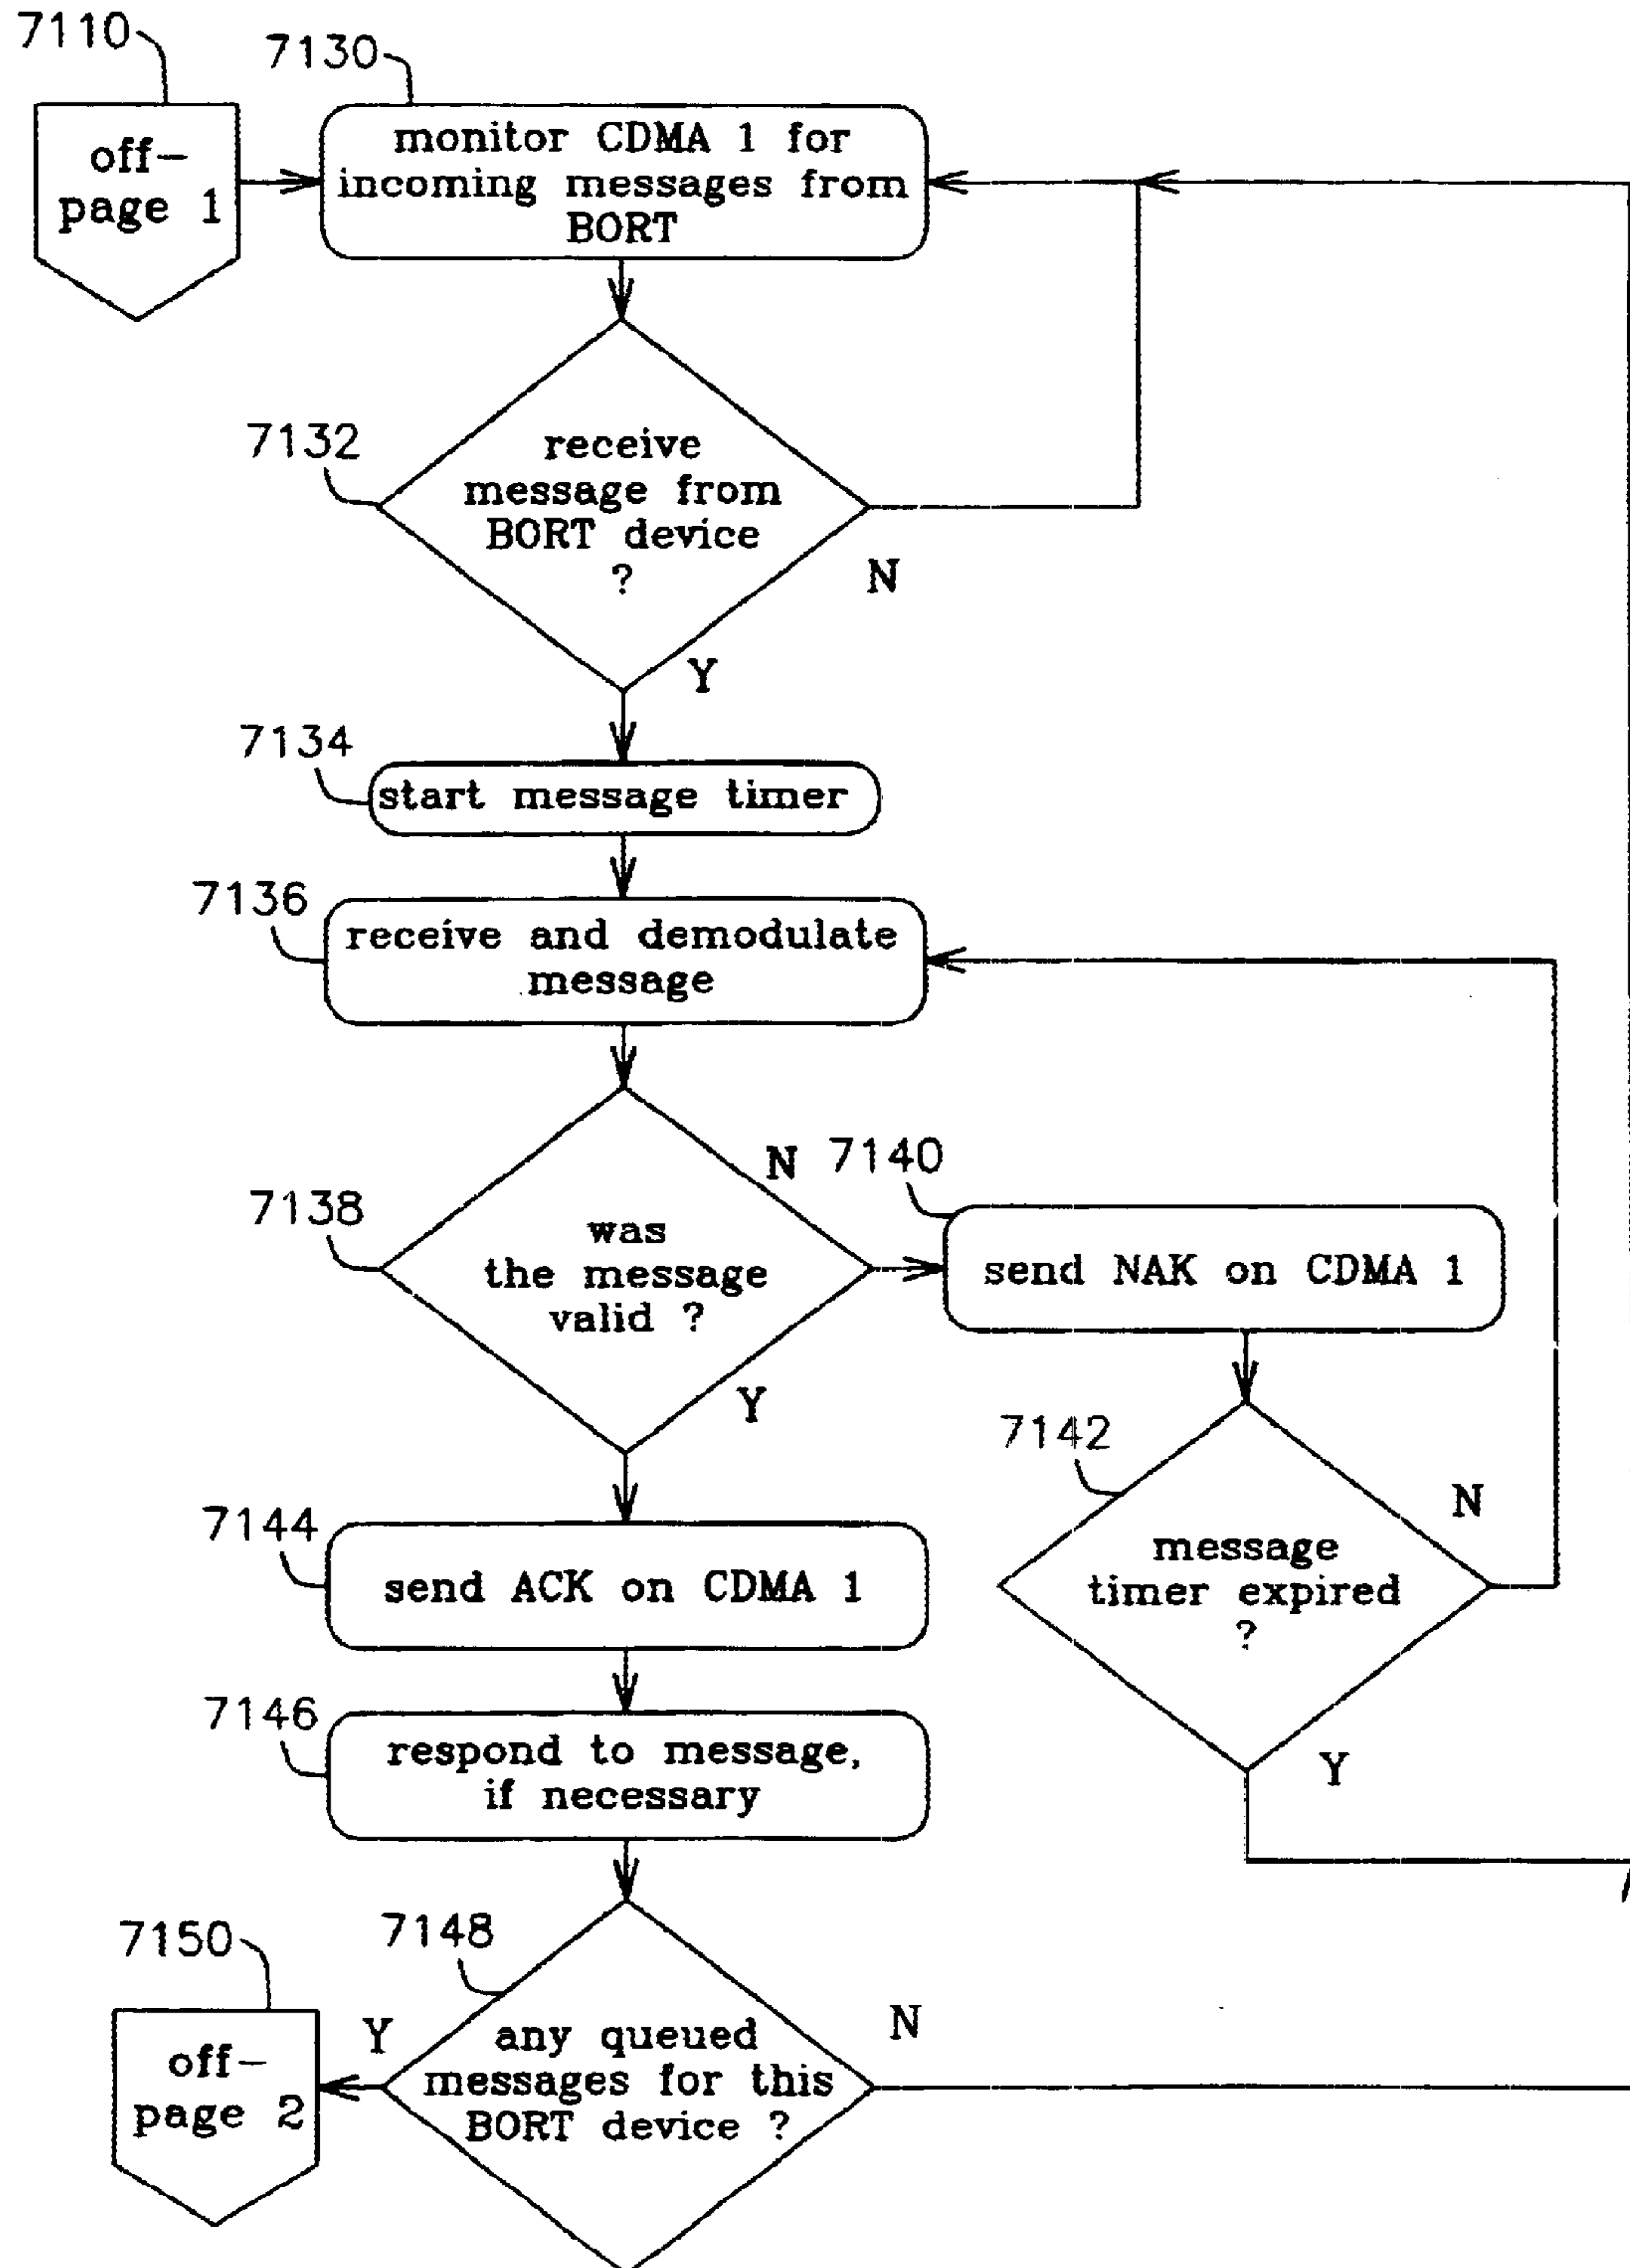 7110
7130
off-
page 1
monitor CDMA 1 for
incoming messages from
BORT
7132
receive
message from
BORT device
?
N
Y
7134
start message timer
7136
receive and demodulate
message
7138
was
the message
valid ?
N
7140
send NAK on CDMA 1
Y
7142
message
timer expired
?
N
Y
7144
send ACK on CDMA 1
7146
respond to message,
if necessary
7150
7148
off-
page 2
Y
any queued
messages for this
BORT device ?
N